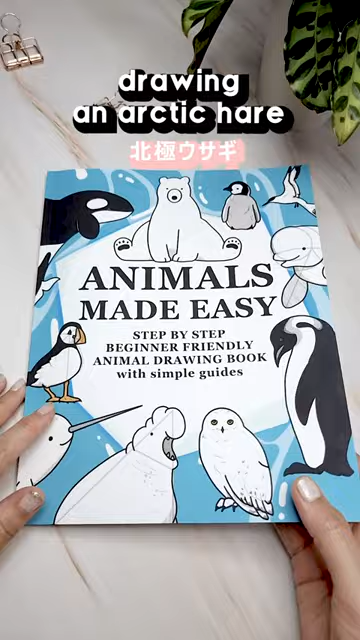 drawing
an arctic hare
北極ウサギ
ANIMALS
MADE EASY
STEP BY STEP
BEGINNER FRIENDLY
ANIMAL DRAWING BOOK
with simple guides